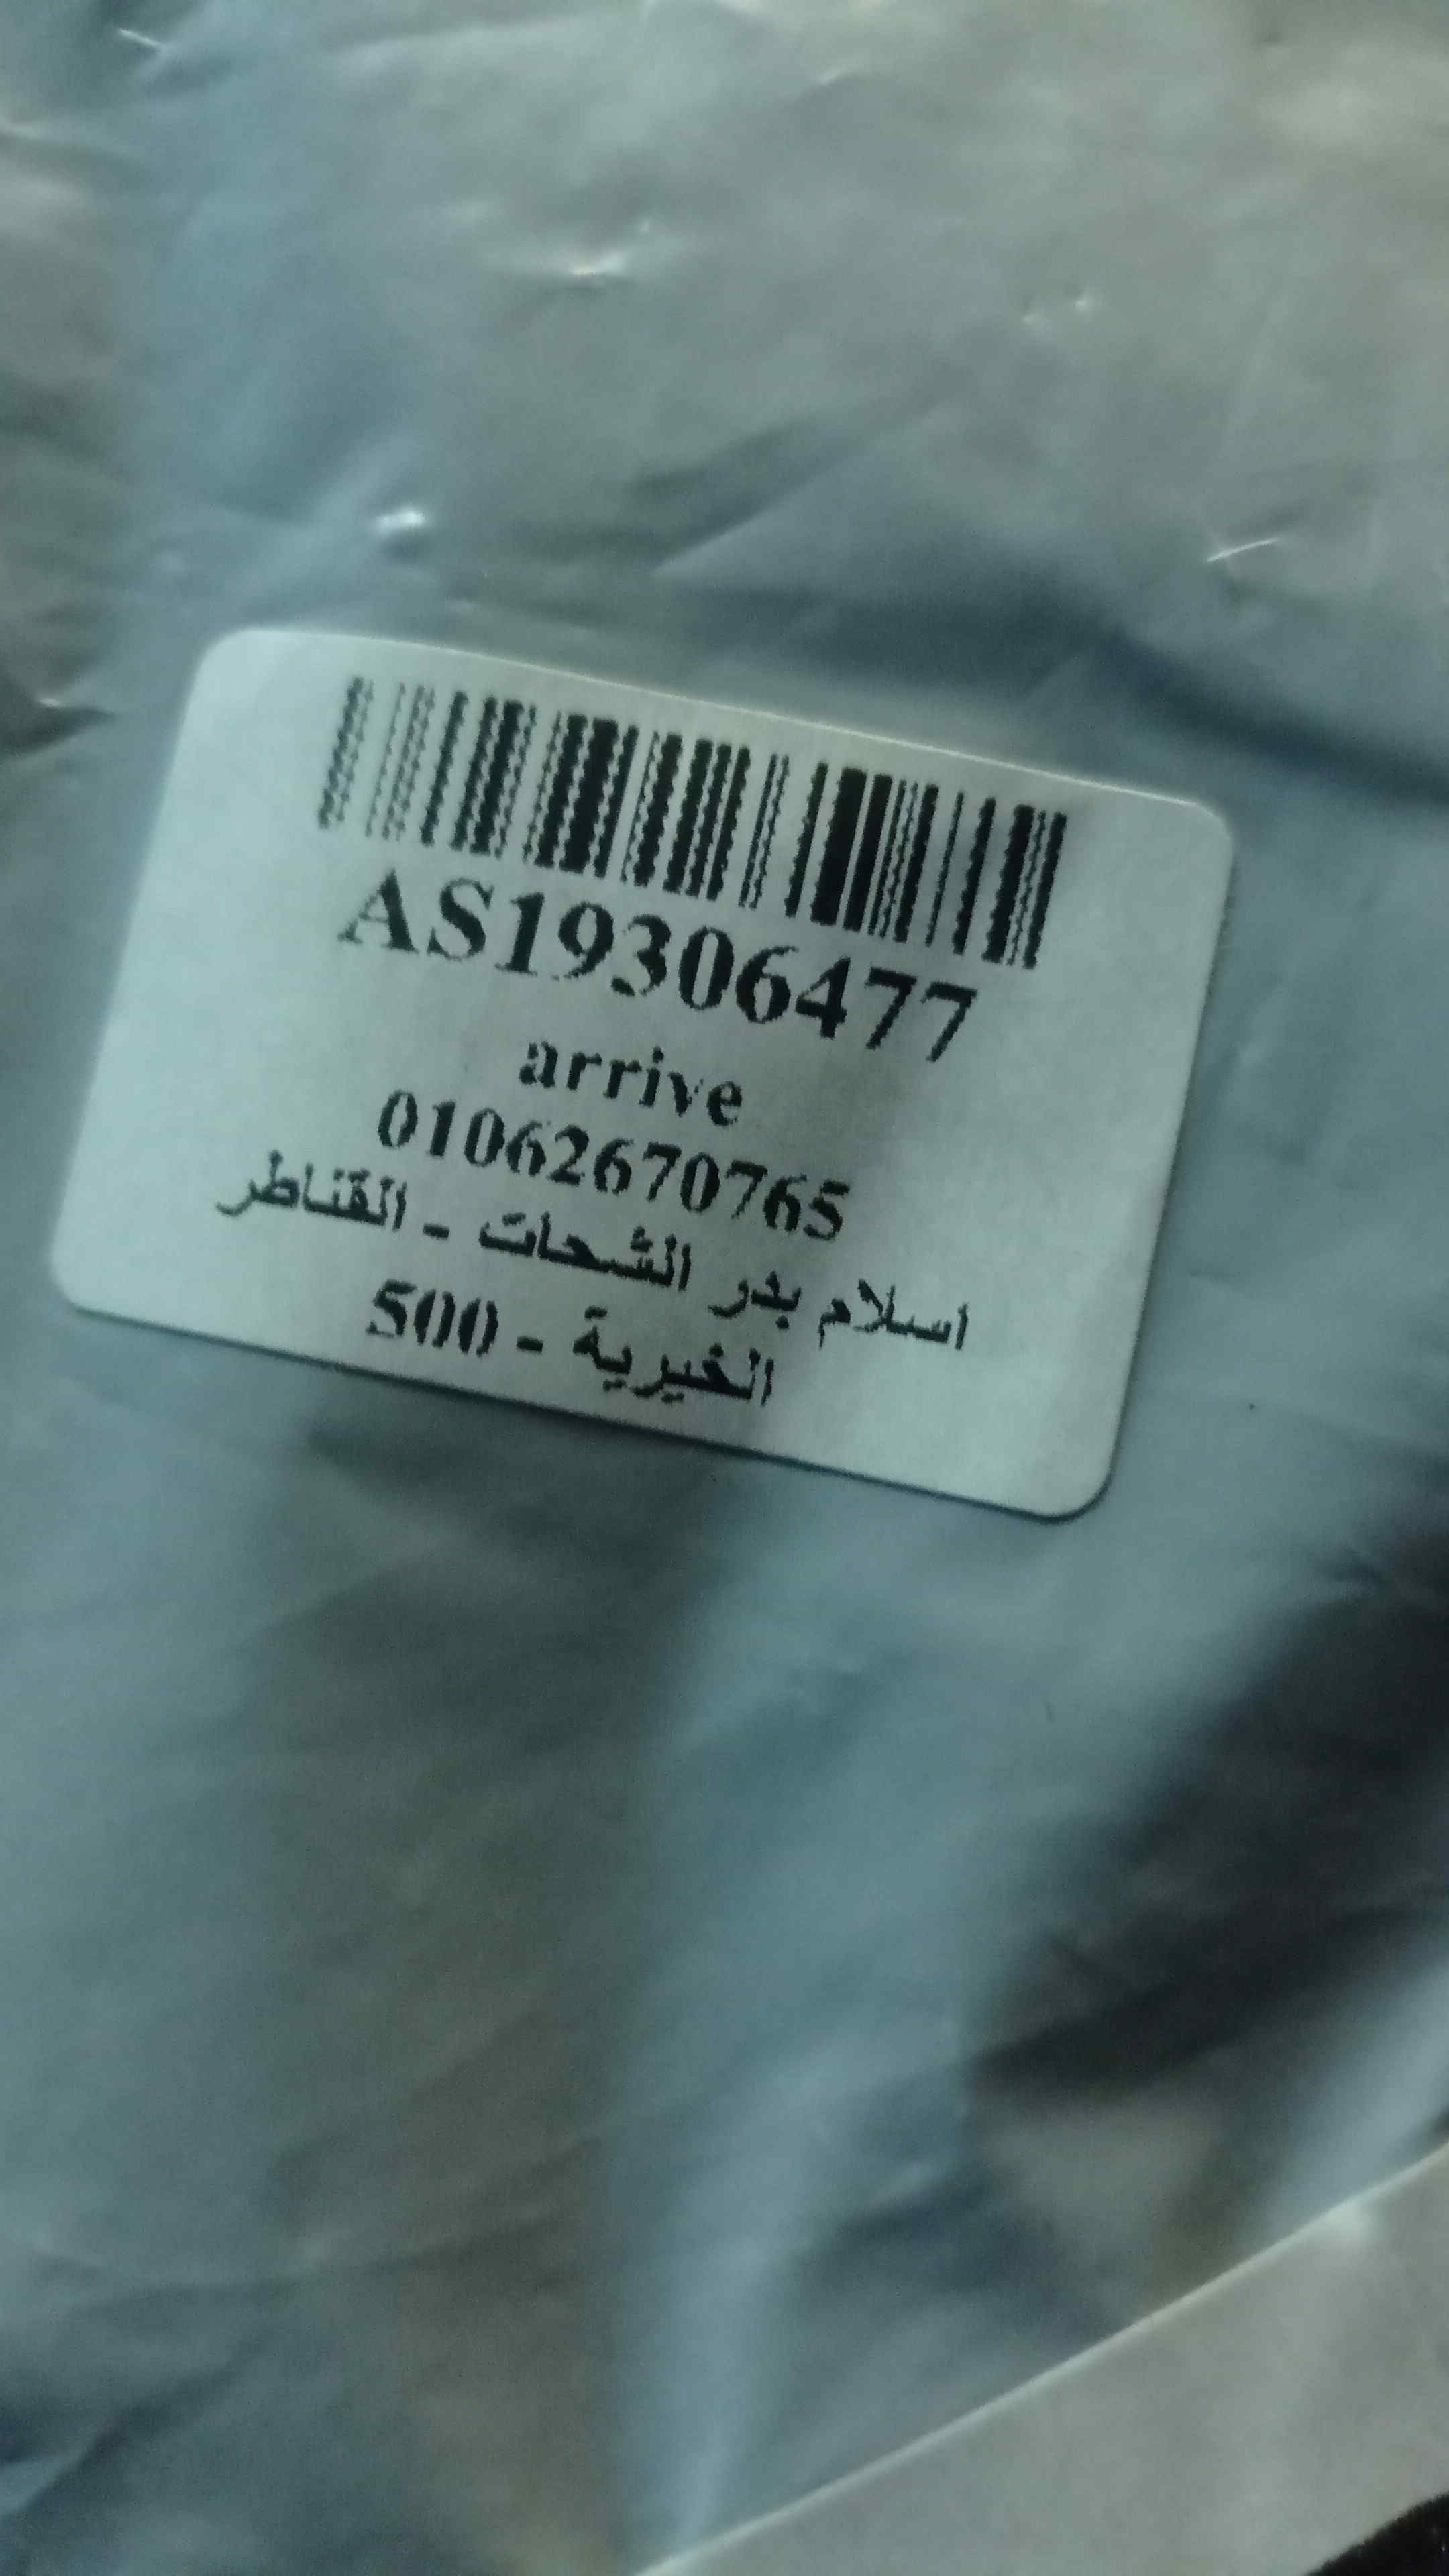 AS19306477
arrive
01062670765
اسلام بدر الشحات - القناطر
الخيرية - 500